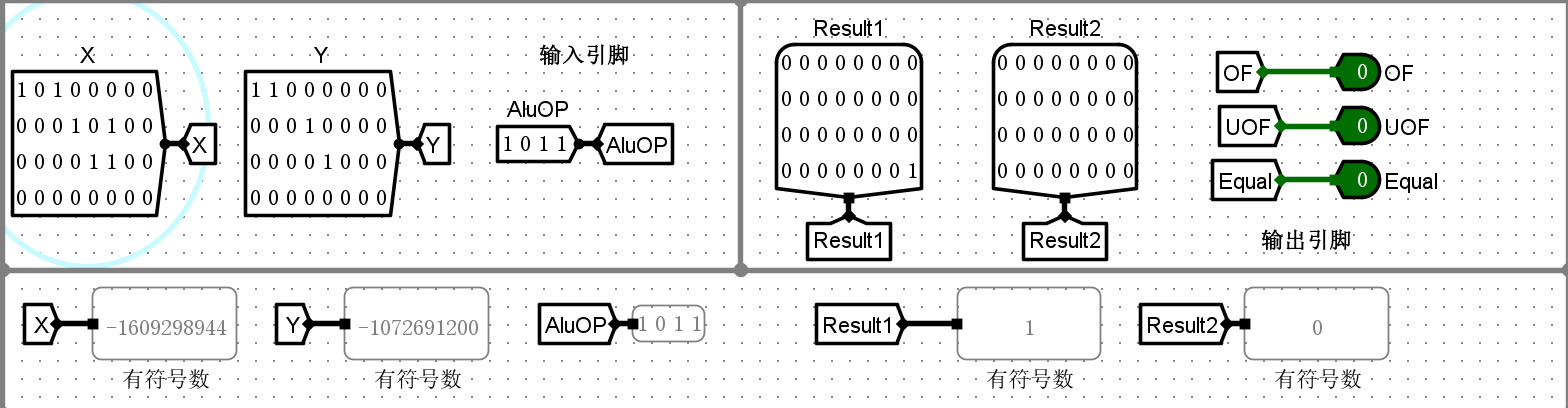 X
1 0 1 0 0 0 0 0
0 0 0 1 0 1 0 0
0 0 0 0 1 1 0 0
0 0 0 0 0 0 0 0
X
Y
1 1 0 0 0 0 0 0
0 0 0 1 0 0 0 0
0 0 0 0 1 0 0 0
0 0 0 0 0 0 0 0
Y
输入引脚
AluOP
1 0 1 1
AluOP
Result1
0 0 0 0 0 0 0 0
0 0 0 0 0 0 0 0
0 0 0 0 0 0 0 0
0 0 0 0 0 0 0 1
Result1
Result2
0 0 0 0 0 0 0 0
0 0 0 0 0 0 0 0
0 0 0 0 0 0 0 0
0 0 0 0 0 0 0 0
Result2
OF 0 OF
UOF 0 UOF
Equal 0 Equal
输出引脚
X -1609298944
有符号数
Y -1072691200
有符号数
AluOP 1 0 1 1
Result1 1
有符号数
Result2 0
有符号数